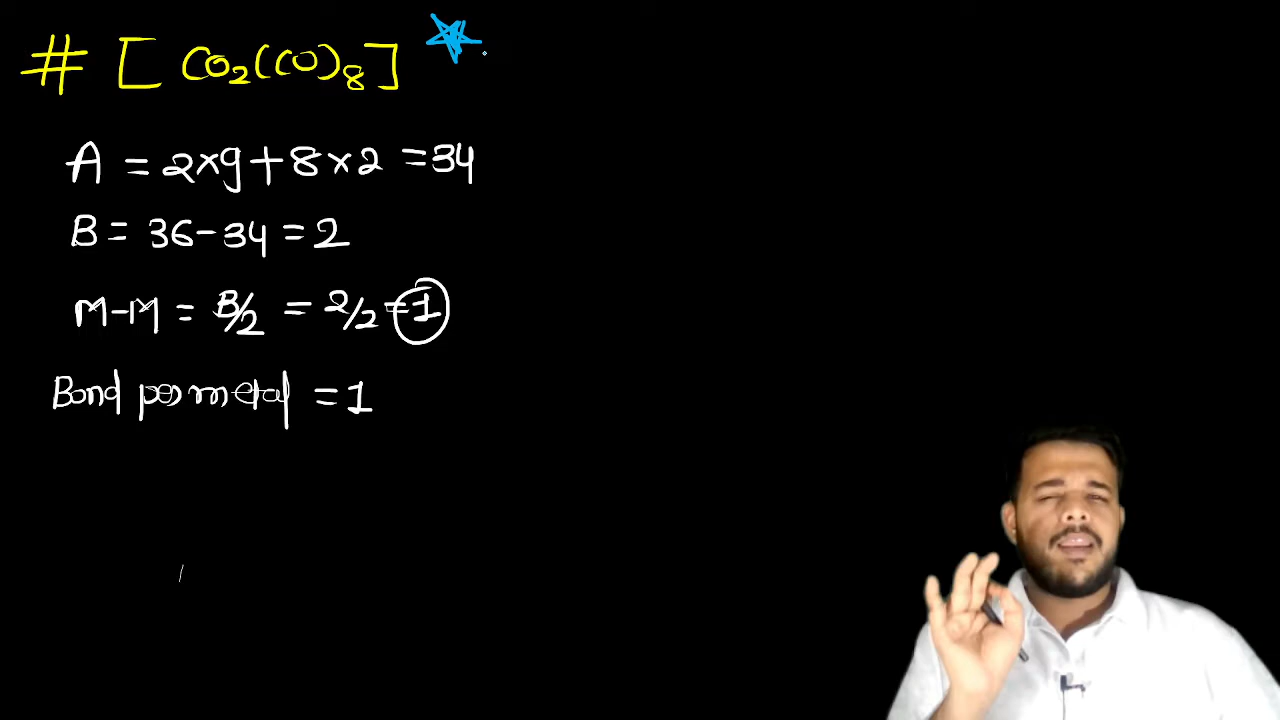 # [Co2(CO)8]
A = 2×9+8×2 = 34
B = 36-34 = 2
M-M = B/2 = 2/2 = 1
Bond per metal = 1